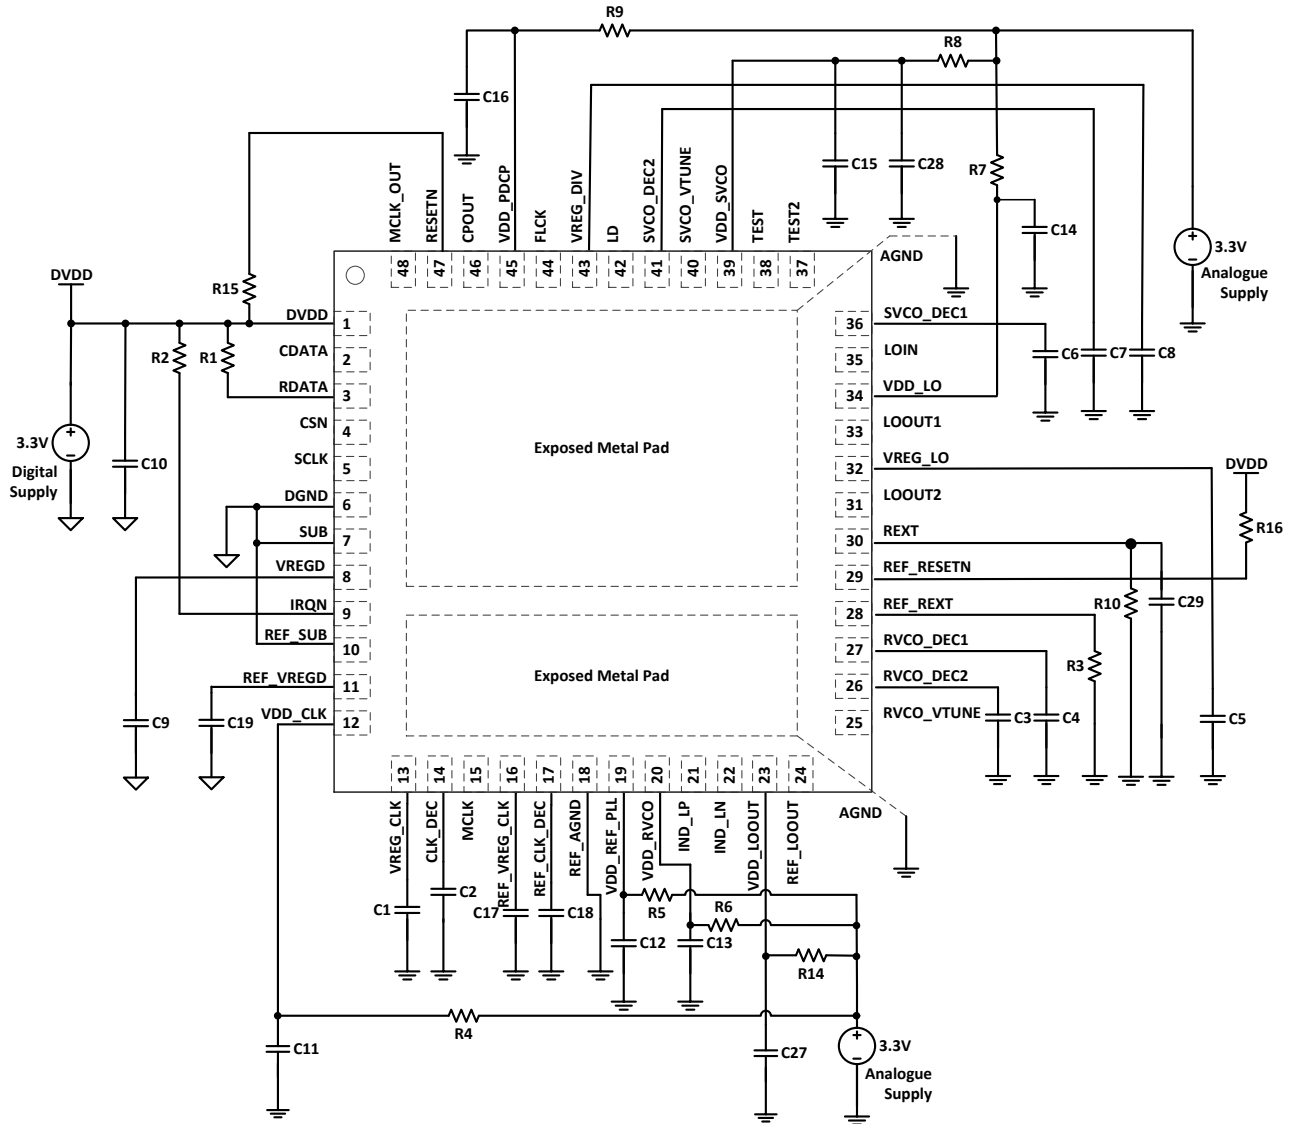 R9
R8
C16
C15
C28
R7
C14
3.3V
Analogue
Supply
MCLK_OUT
RESETN
CPOUT
VDD_PDCP
FLCK
VREG_DIV
LD
SVCO_DEC2
SVCO_VTUNE
VDD_SVCO
TEST
TEST2
48
47
46
45
44
43
42
41
40
39
38
37
AGND
DVDD
R15
R2
R1
3.3V
Digital
Supply
C10
DVDD
1
CDATA
2
RDATA
3
CSN
4
SCLK
5
DGND
6
SUB
7
VREGD
8
IRQN
9
REF_SUB
10
REF_VREGD
11
VDD_CLK
12
C9
C19
Exposed Metal Pad
Exposed Metal Pad
36
SVCO_DEC1
35
LOIN
34
VDD_LO
33
LOOUT1
32
VREG_LO
31
LOOUT2
30
REXT
29
REF_RESETN
28
REF_REXT
27
RVCO_DEC1
26
RVCO_DEC2
25
RVCO_VTUNE
C6
C7
C8
DVDD
R16
R10
C29
R3
C3
C4
C5
13
14
15
16
17
18
19
20
21
22
23
24
VREG_CLK
CLK_DEC
MCLK
REF_VREG_CLK
REF_CLK_DEC
REF_AGND
VDD_REF_PLL
VDD_RVCO
IND_LP
IND_LN
VDD_LOOUT
REF_LOOUT
AGND
C1
C2
C17
C18
R5
R6
C12
C13
R14
R4
C11
C27
3.3V
Analogue
Supply